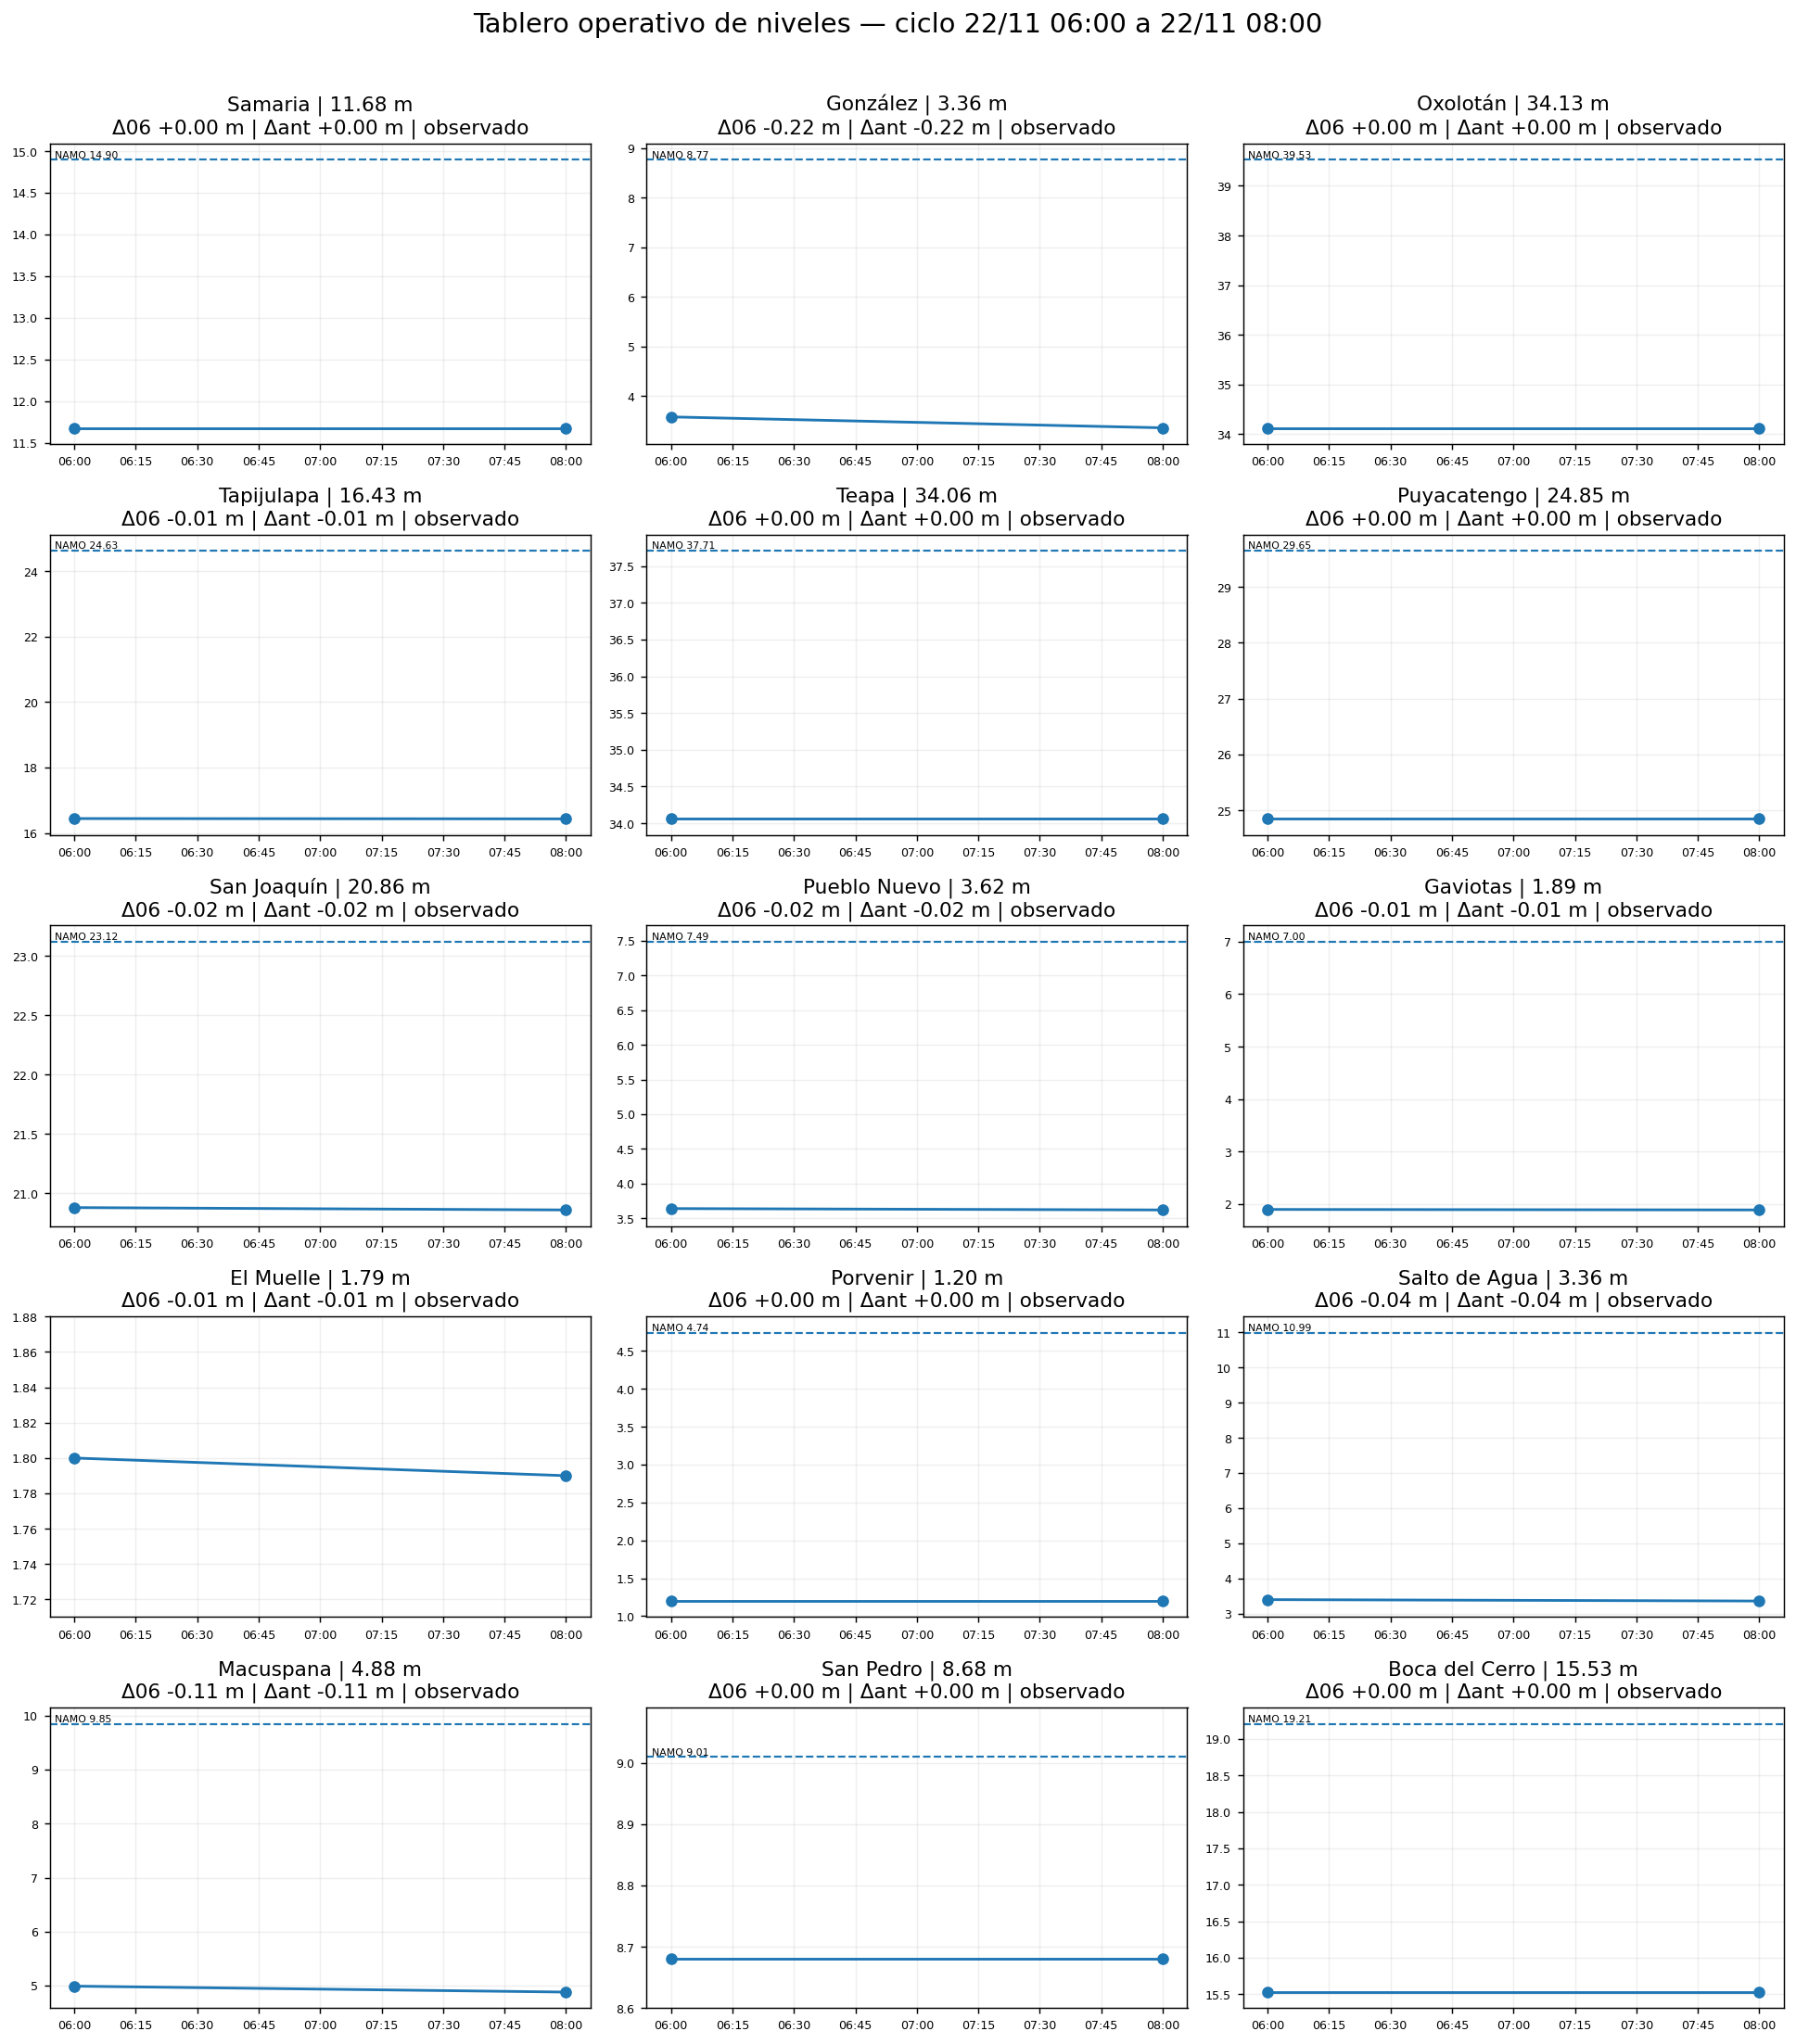 Tablero operativo de niveles — ciclo 22/11 06:00 a 22/11 08:00
Samaria | 11.68 m
Δ06 +0.00 m | Δant +0.00 m | observado
NAMO 14.90
15.0
14.5
14.0
13.5
13.0
12.5
12.0
11.5
06:00 06:15 06:30 06:45 07:00 07:15 07:30 07:45 08:00
González | 3.36 m
Δ06 -0.22 m | Δant -0.22 m | observado
NAMO 8.77
9
8
7
6
5
4
06:00 06:15 06:30 06:45 07:00 07:15 07:30 07:45 08:00
Oxolotán | 34.13 m
Δ06 +0.00 m | Δant +0.00 m | observado
NAMO 39.53
39
38
37
36
35
34
06:00 06:15 06:30 06:45 07:00 07:15 07:30 07:45 08:00
Tapijulapa | 16.43 m
Δ06 -0.01 m | Δant -0.01 m | observado
NAMO 24.63
24
22
20
18
16
06:00 06:15 06:30 06:45 07:00 07:15 07:30 07:45 08:00
Teapa | 34.06 m
Δ06 +0.00 m | Δant +0.00 m | observado
NAMO 37.71
37.5
37.0
36.5
36.0
35.5
35.0
34.5
34.0
06:00 06:15 06:30 06:45 07:00 07:15 07:30 07:45 08:00
Puyacatengo | 24.85 m
Δ06 +0.00 m | Δant +0.00 m | observado
NAMO 29.65
29
28
27
26
25
06:00 06:15 06:30 06:45 07:00 07:15 07:30 07:45 08:00
San Joaquín | 20.86 m
Δ06 -0.02 m | Δant -0.02 m | observado
NAMO 23.12
23.0
22.5
22.0
21.5
21.0
06:00 06:15 06:30 06:45 07:00 07:15 07:30 07:45 08:00
Pueblo Nuevo | 3.62 m
Δ06 -0.02 m | Δant -0.02 m | observado
NAMO 7.49
7.5
7.0
6.5
6.0
5.5
5.0
4.5
4.0
3.5
06:00 06:15 06:30 06:45 07:00 07:15 07:30 07:45 08:00
Gaviotas | 1.89 m
Δ06 -0.01 m | Δant -0.01 m | observado
NAMO 7.00
7
6
5
4
3
2
06:00 06:15 06:30 06:45 07:00 07:15 07:30 07:45 08:00
El Muelle | 1.79 m
Δ06 -0.01 m | Δant -0.01 m | observado
1.88
1.86
1.84
1.82
1.80
1.78
1.76
1.74
1.72
06:00 06:15 06:30 06:45 07:00 07:15 07:30 07:45 08:00
Porvenir | 1.20 m
Δ06 +0.00 m | Δant +0.00 m | observado
NAMO 4.74
4.5
4.0
3.5
3.0
2.5
2.0
1.5
1.0
06:00 06:15 06:30 06:45 07:00 07:15 07:30 07:45 08:00
Salto de Agua | 3.36 m
Δ06 -0.04 m | Δant -0.04 m | observado
NAMO 10.99
11
10
9
8
7
6
5
4
3
06:00 06:15 06:30 06:45 07:00 07:15 07:30 07:45 08:00
Macuspana | 4.88 m
Δ06 -0.11 m | Δant -0.11 m | observado
NAMO 9.85
10
9
8
7
6
5
06:00 06:15 06:30 06:45 07:00 07:15 07:30 07:45 08:00
San Pedro | 8.68 m
Δ06 +0.00 m | Δant +0.00 m | observado
NAMO 9.01
9.0
8.9
8.8
8.7
8.6
06:00 06:15 06:30 06:45 07:00 07:15 07:30 07:45 08:00
Boca del Cerro | 15.53 m
Δ06 +0.00 m | Δant +0.00 m | observado
NAMO 19.21
19.0
18.5
18.0
17.5
17.0
16.5
16.0
15.5
06:00 06:15 06:30 06:45 07:00 07:15 07:30 07:45 08:00